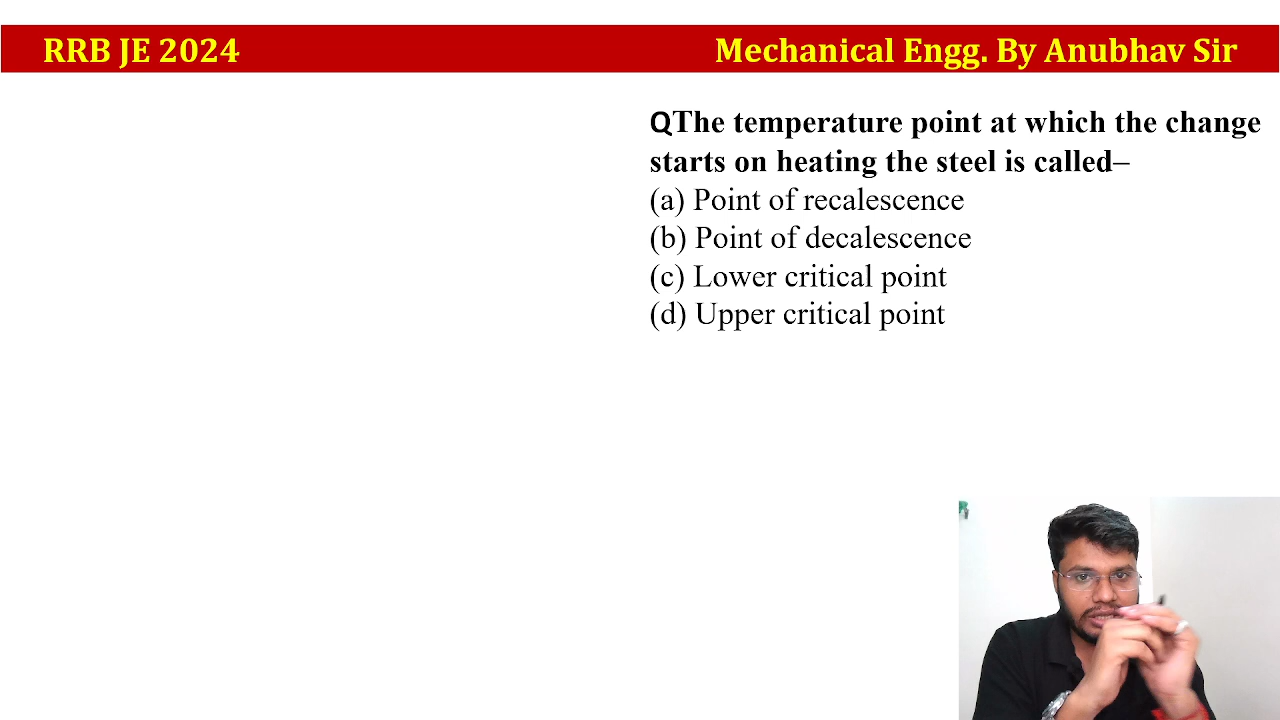 RRB JE 2024
Mechanical Engg. By Anubhav Sir
QThe temperature point at which the change
starts on heating the steel is called–
(a) Point of recalescence
(b) Point of decalescence
(c) Lower critical point
(d) Upper critical point